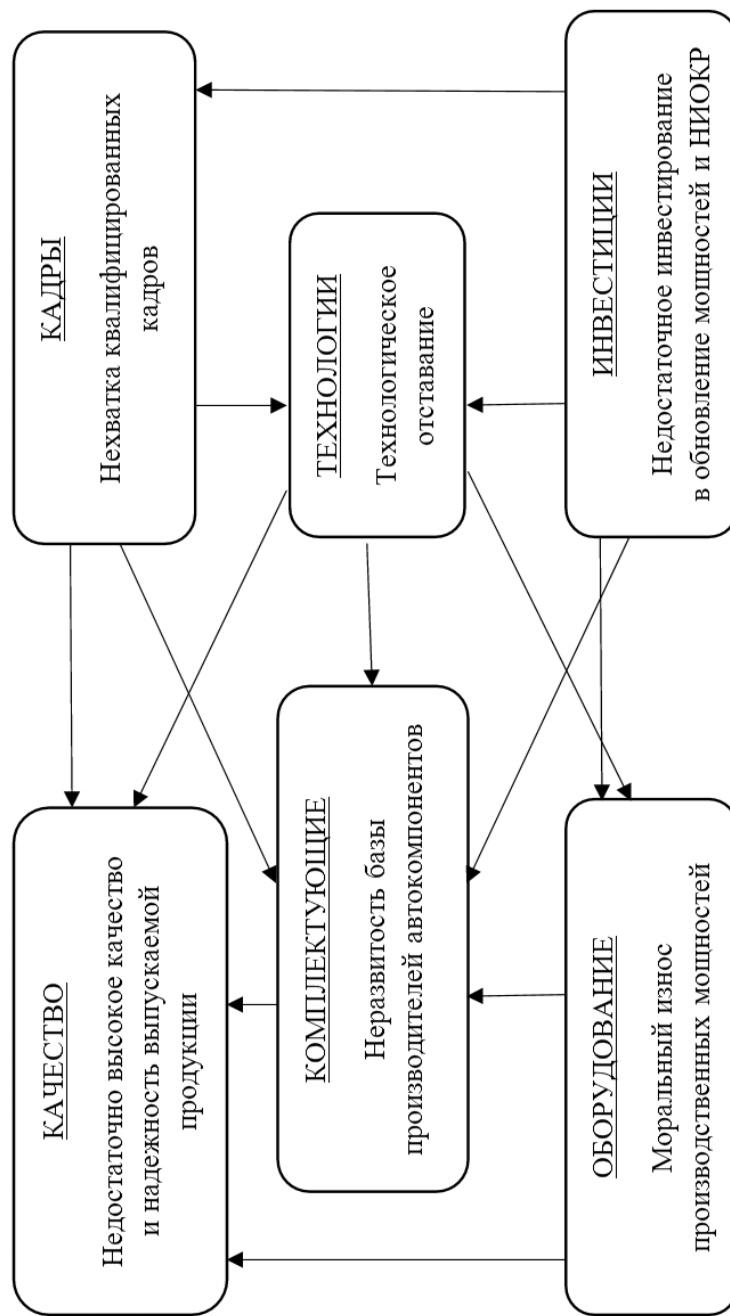 КАЧЕСТВО
Недостаточно высокое качество
и надежность выпускаемой
продукции
КАДРЫ
Нехватка квалифицированных
кадров
КОМПЛЕКТУЮЩИЕ
Неразвитость базы
производителей автокомпонентов
ТЕХНОЛОГИИ
Технологическое
отставание
ОБОРУДОВАНИЕ
Моральный износ
производственных мощностей
ИНВЕСТИЦИИ
Недостаточное инвестирование
в обновление мощностей и НИОКР